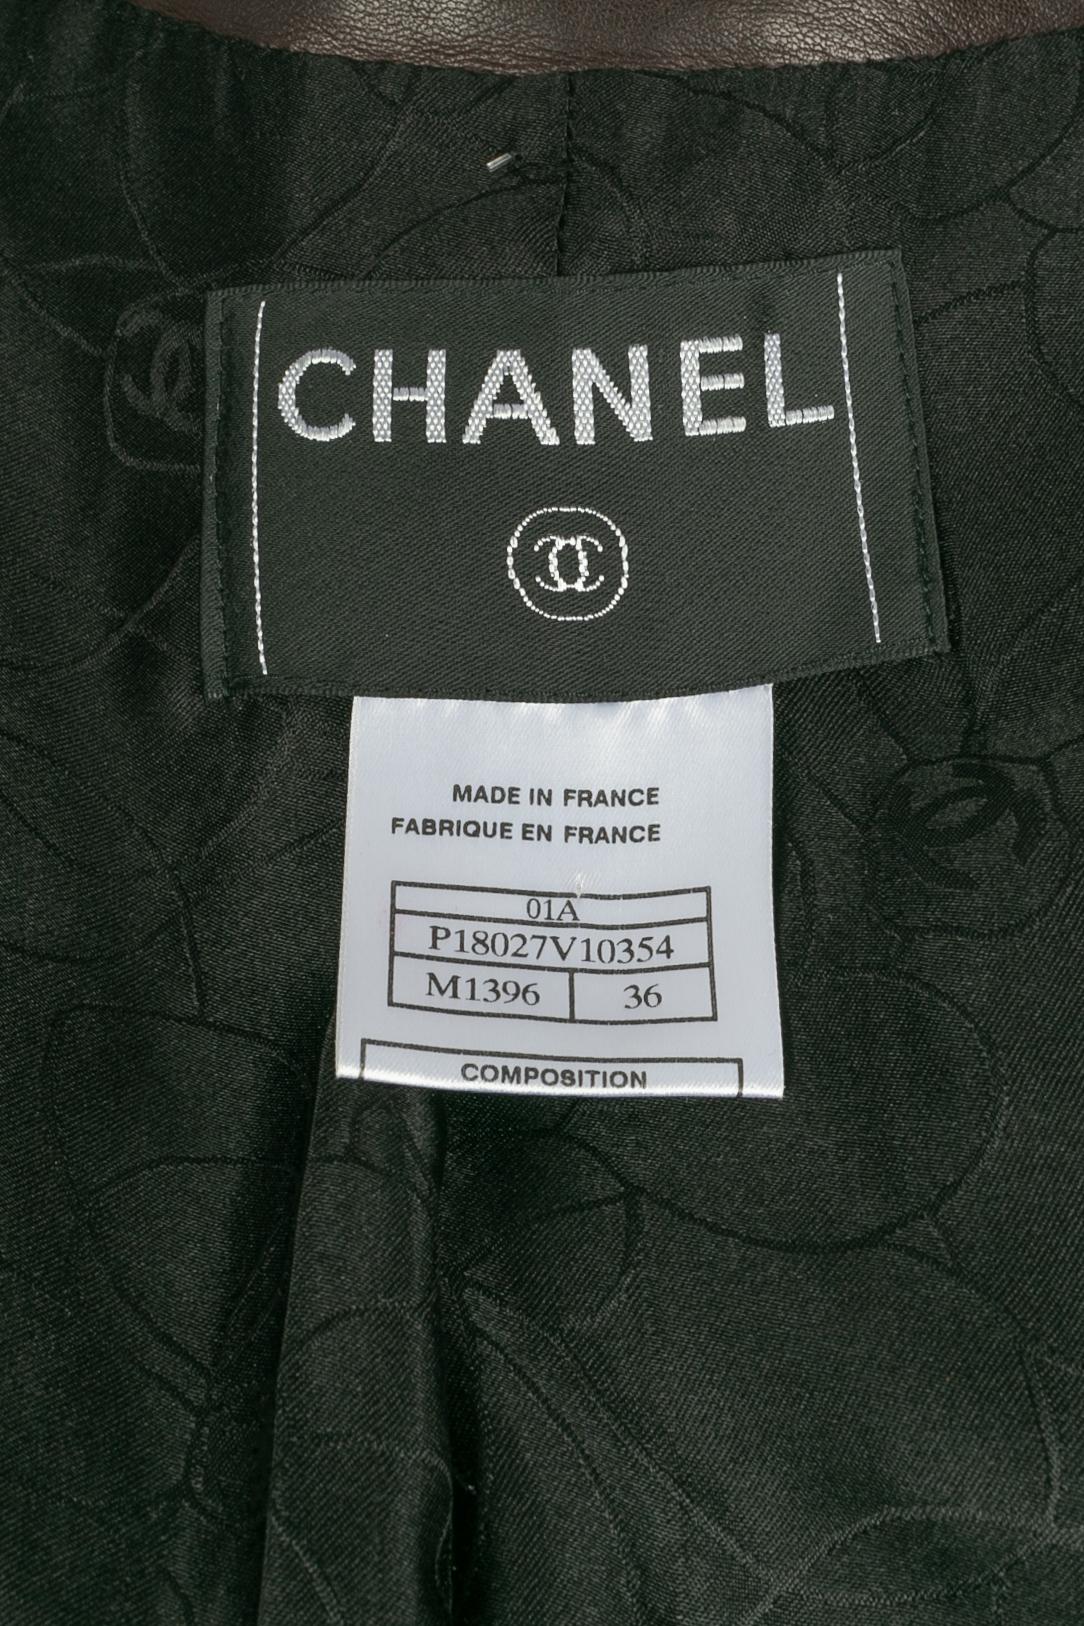 CHANEL
MADE IN FRANCE
FABRIQUE EN FRANCE
01A
P18027V10354
M1396 36
COMPOSITION